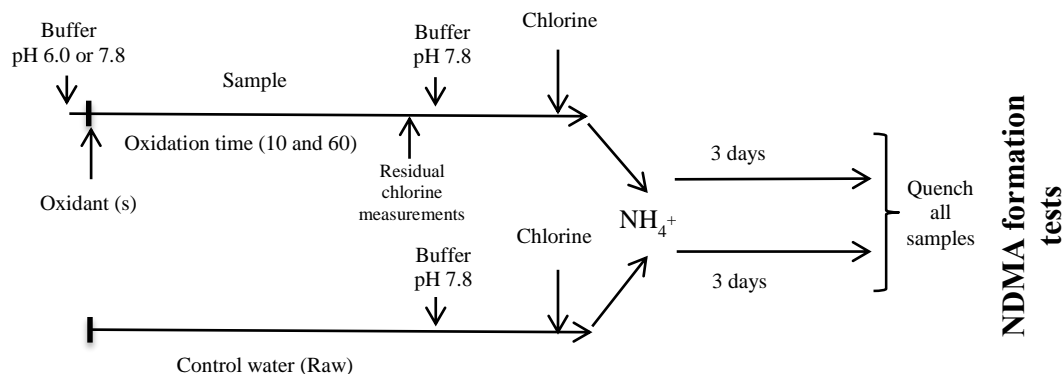 Buffer
pH 6.0 or 7.8
Sample
Buffer
pH 7.8
Chlorine
Oxidation time (10 and 60)
Oxidant (s)
Residual
chlorine
measurements
3 days
NH4+
Quench
all
samples
NDMA formation
tests
Buffer
pH 7.8
Chlorine
3 days
Control water (Raw)